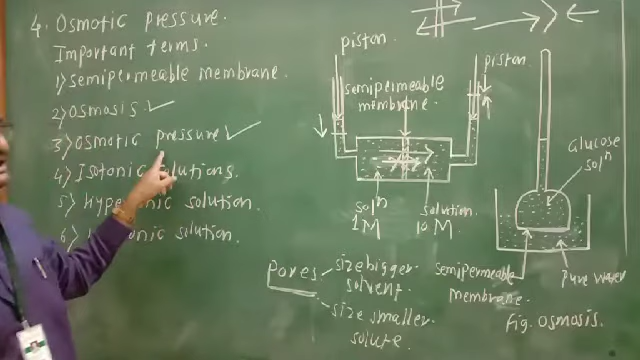 4. Osmotic Pressure.
Important terms.
1) Semipermeable Membrane.
2) Osmosis
3) Osmotic pressure
4) Isotonic solutions.
5) solution.
6) solution.
piston.
semipermeable
membrane.
piston
soln
1M
solution
10 M
Pores
size bigger
solvent.
size smaller
solute.
glucose
soln
semipermeable
membrane.
pure water
Fig. Osmosis.